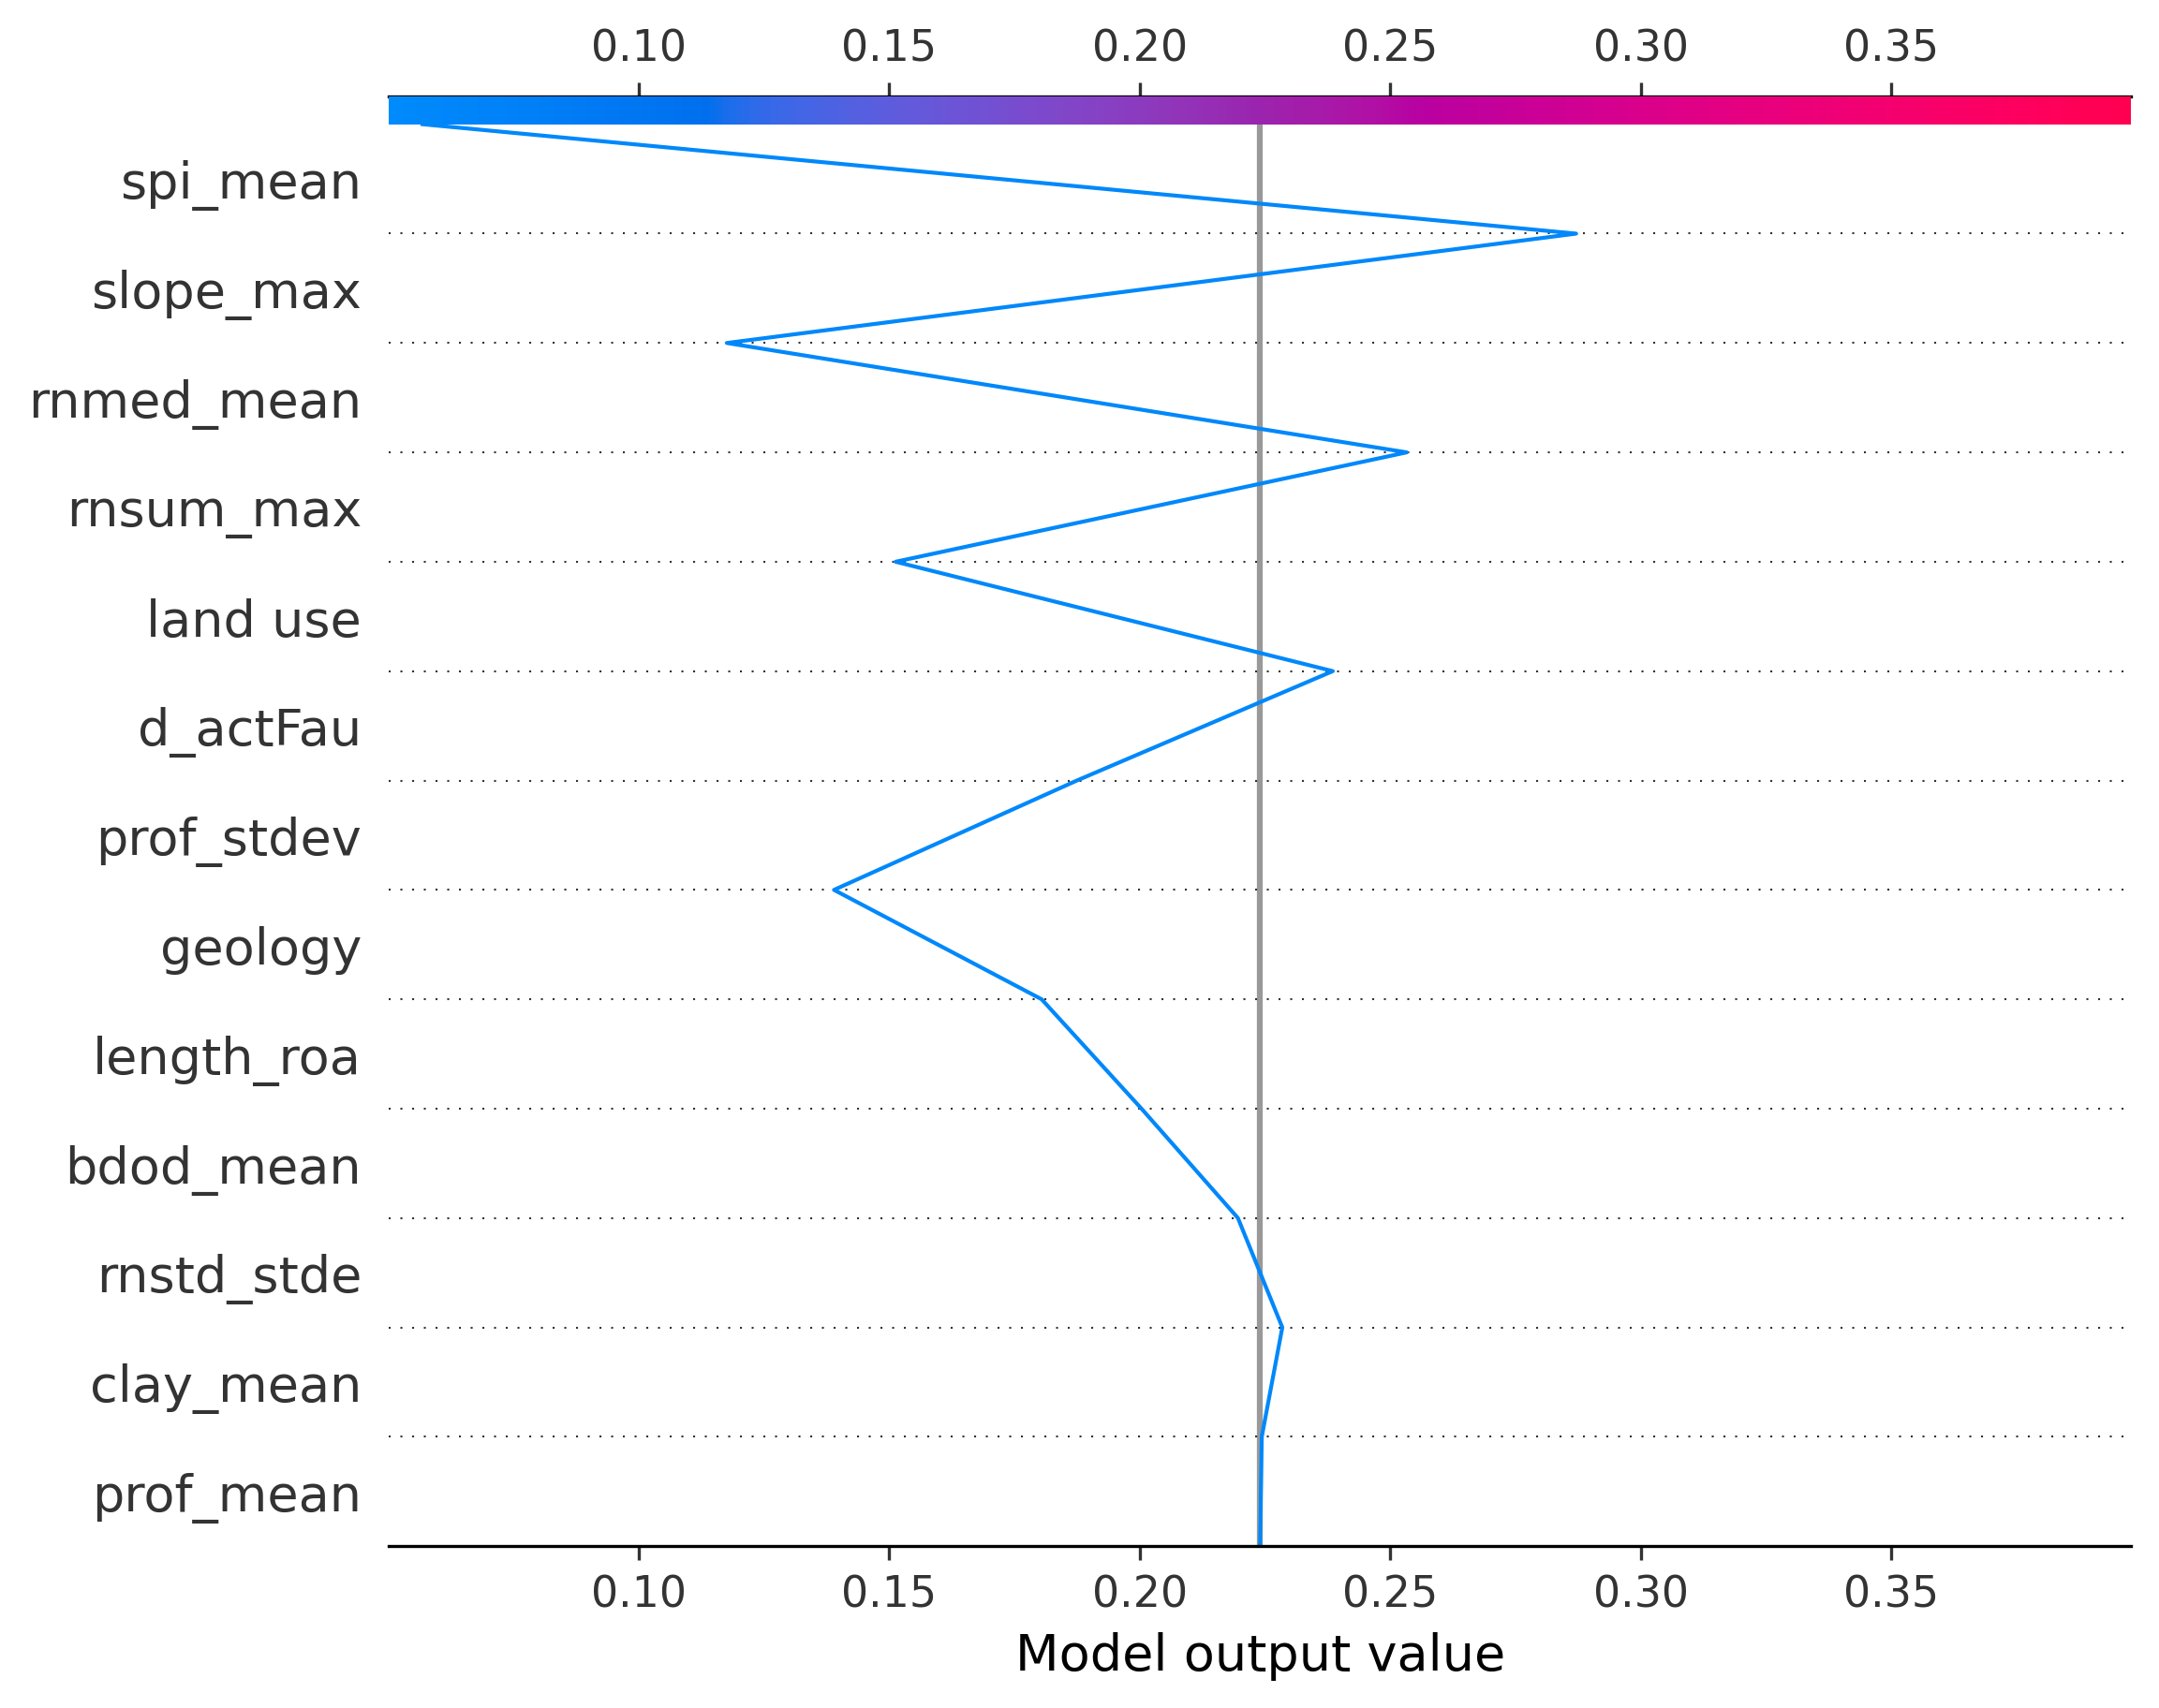 0.10 0.15 0.20 0.25 0.30 0.35
spi_mean
slope_max
rnmed_mean
rnsum_max
land use
d_actFau
prof_stdev
geology
length_roa
bdod_mean
rnstd_stde
clay_mean
prof_mean
0.10 0.15 0.20 0.25 0.30 0.35
Model output value